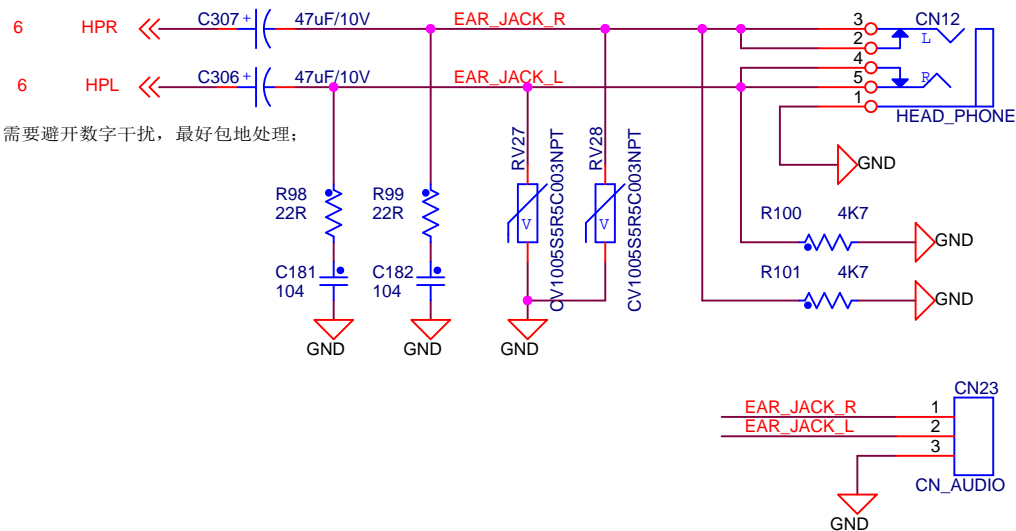 6 HPR C307 + 47uF/10V EAR_JACK_R 3 CN12
2 L
6 HPL C306 + 47uF/10V EAR_JACK_L 4
5 R
1
HEAD_PHONE
需要避开数字干扰，最好包地处理;
RV27
CV1005S5R5C003NPT
V
RV28
CV1005S5R5C003NPT
V
GND
R98
22R
R99
22R
R100 4K7
GND
C181
104
C182
104
R101 4K7
GND
GND
GND
GND
CN23
EAR_JACK_R 1
EAR_JACK_L 2
3
CN_AUDIO
GND